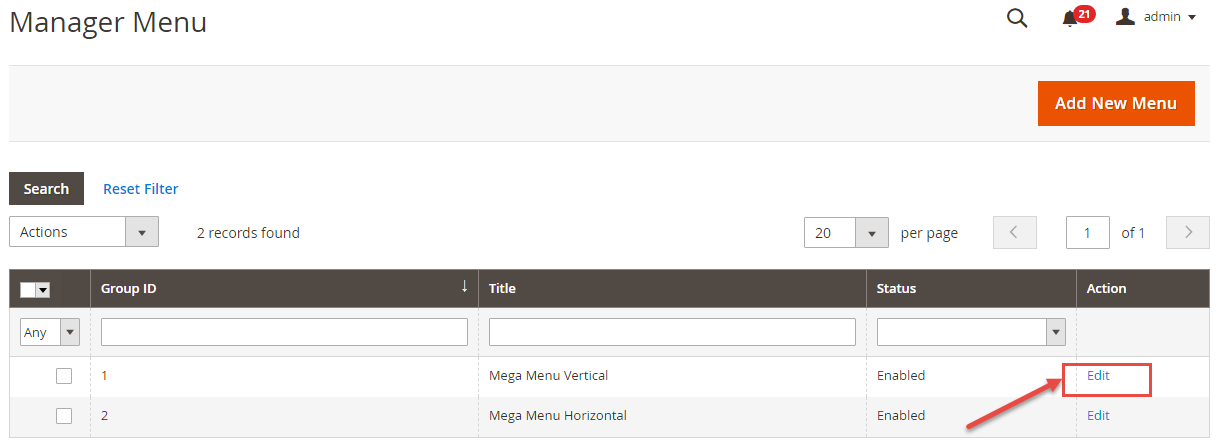 Manager Menu
21
admin
Add New Menu
Search Reset Filter
Actions 2 records found 20 per page 1 of 1
Group ID Title Status Action
Any
1 Mega Menu Vertical Enabled Edit
2 Mega Menu Horizontal Enabled Edit